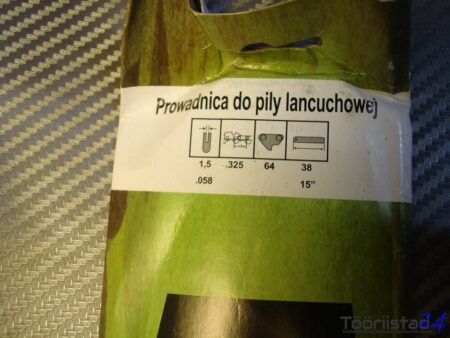 Prowadnica do pily lancuchowej
1,5 .325 64 38
.058 15"
Tööriistad24